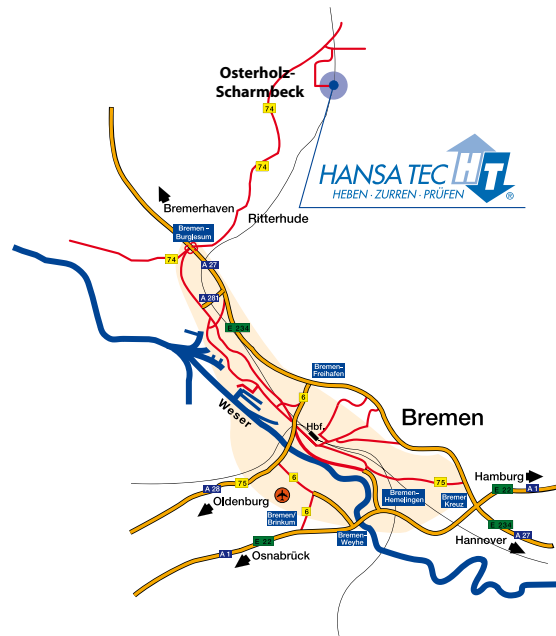 Osterholz-
Scharmbeck
74
HANSA TEC HT
HEBEN · ZURREN · PRÜFEN ®
74
Bremerhaven
Ritterhude
Bremen –
Burglesum
74
A 27
A 281
E 234
Bremen-
Freihafen
6
Weser
Bremen
Hbf.
75
6
75
Hamburg
A 28
E 22
A 1
Oldenburg
Bremen-
Hemelingen
Bremer
Kreuz
Bremen/
Brinkum
6
E 234
A 27
E 22
Bremen-
Weyhe
Hannover
A 1
Osnabrück